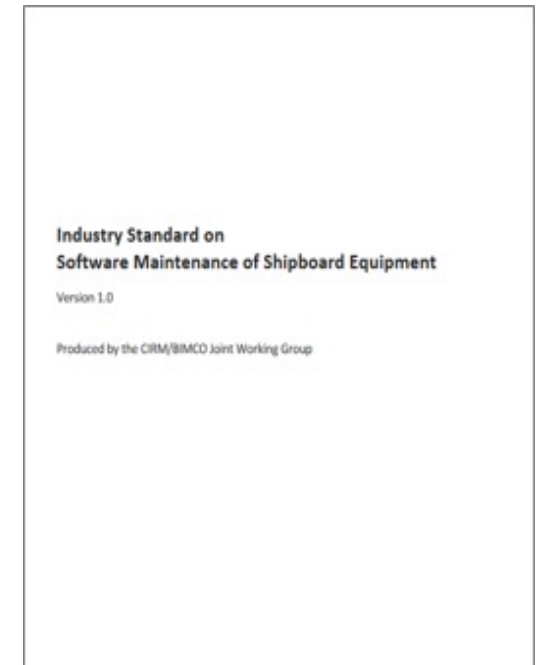 Industry Standard on
Software Maintenance of Shipboard Equipment
Version 1.0
Produced by the CIRM/BIMCO Joint Working Group